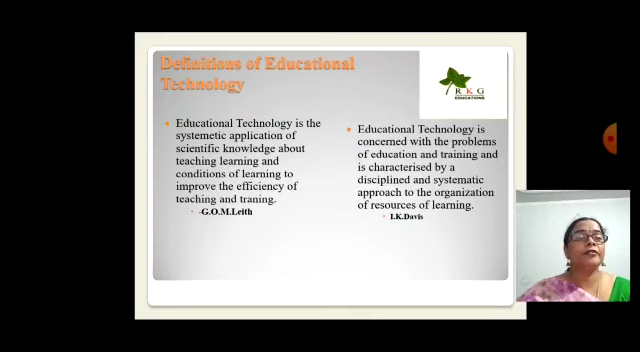 Definitions of Educational
Technology
R K G
EDUCATIONS
Educational Technology is the
systemetic application of
scientific knowledge about
teaching learning and
conditions of learning to
improve the efficiency of
teaching and traning.
-G.O.M.Leith
Educational Technology is
concerned with the problems
of education and training and
is characterised by a
disciplined and systematic
approach to the organization
of resources of learning.
I.K.Davis